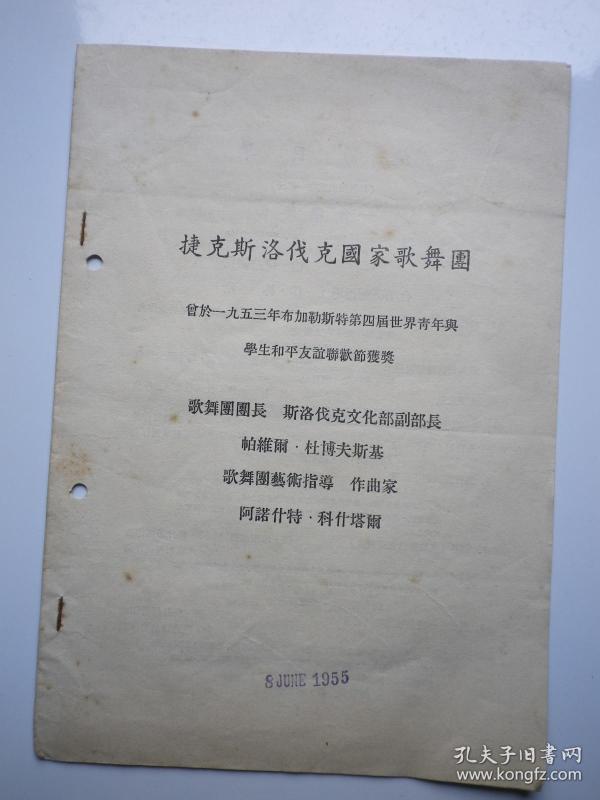 捷克斯洛伐克國家歌舞團
曾於一九五三年布加勒斯特第四屆世界青年與
學生和平友誼聯歡節獲獎
歌舞團團長 斯洛伐克文化部副部長
帕維爾·杜博夫斯基
歌舞團藝術指導 作曲家
阿諾什特·科什塔爾
8 JUNE 1955
孔夫子旧書网
www.kongfz.com